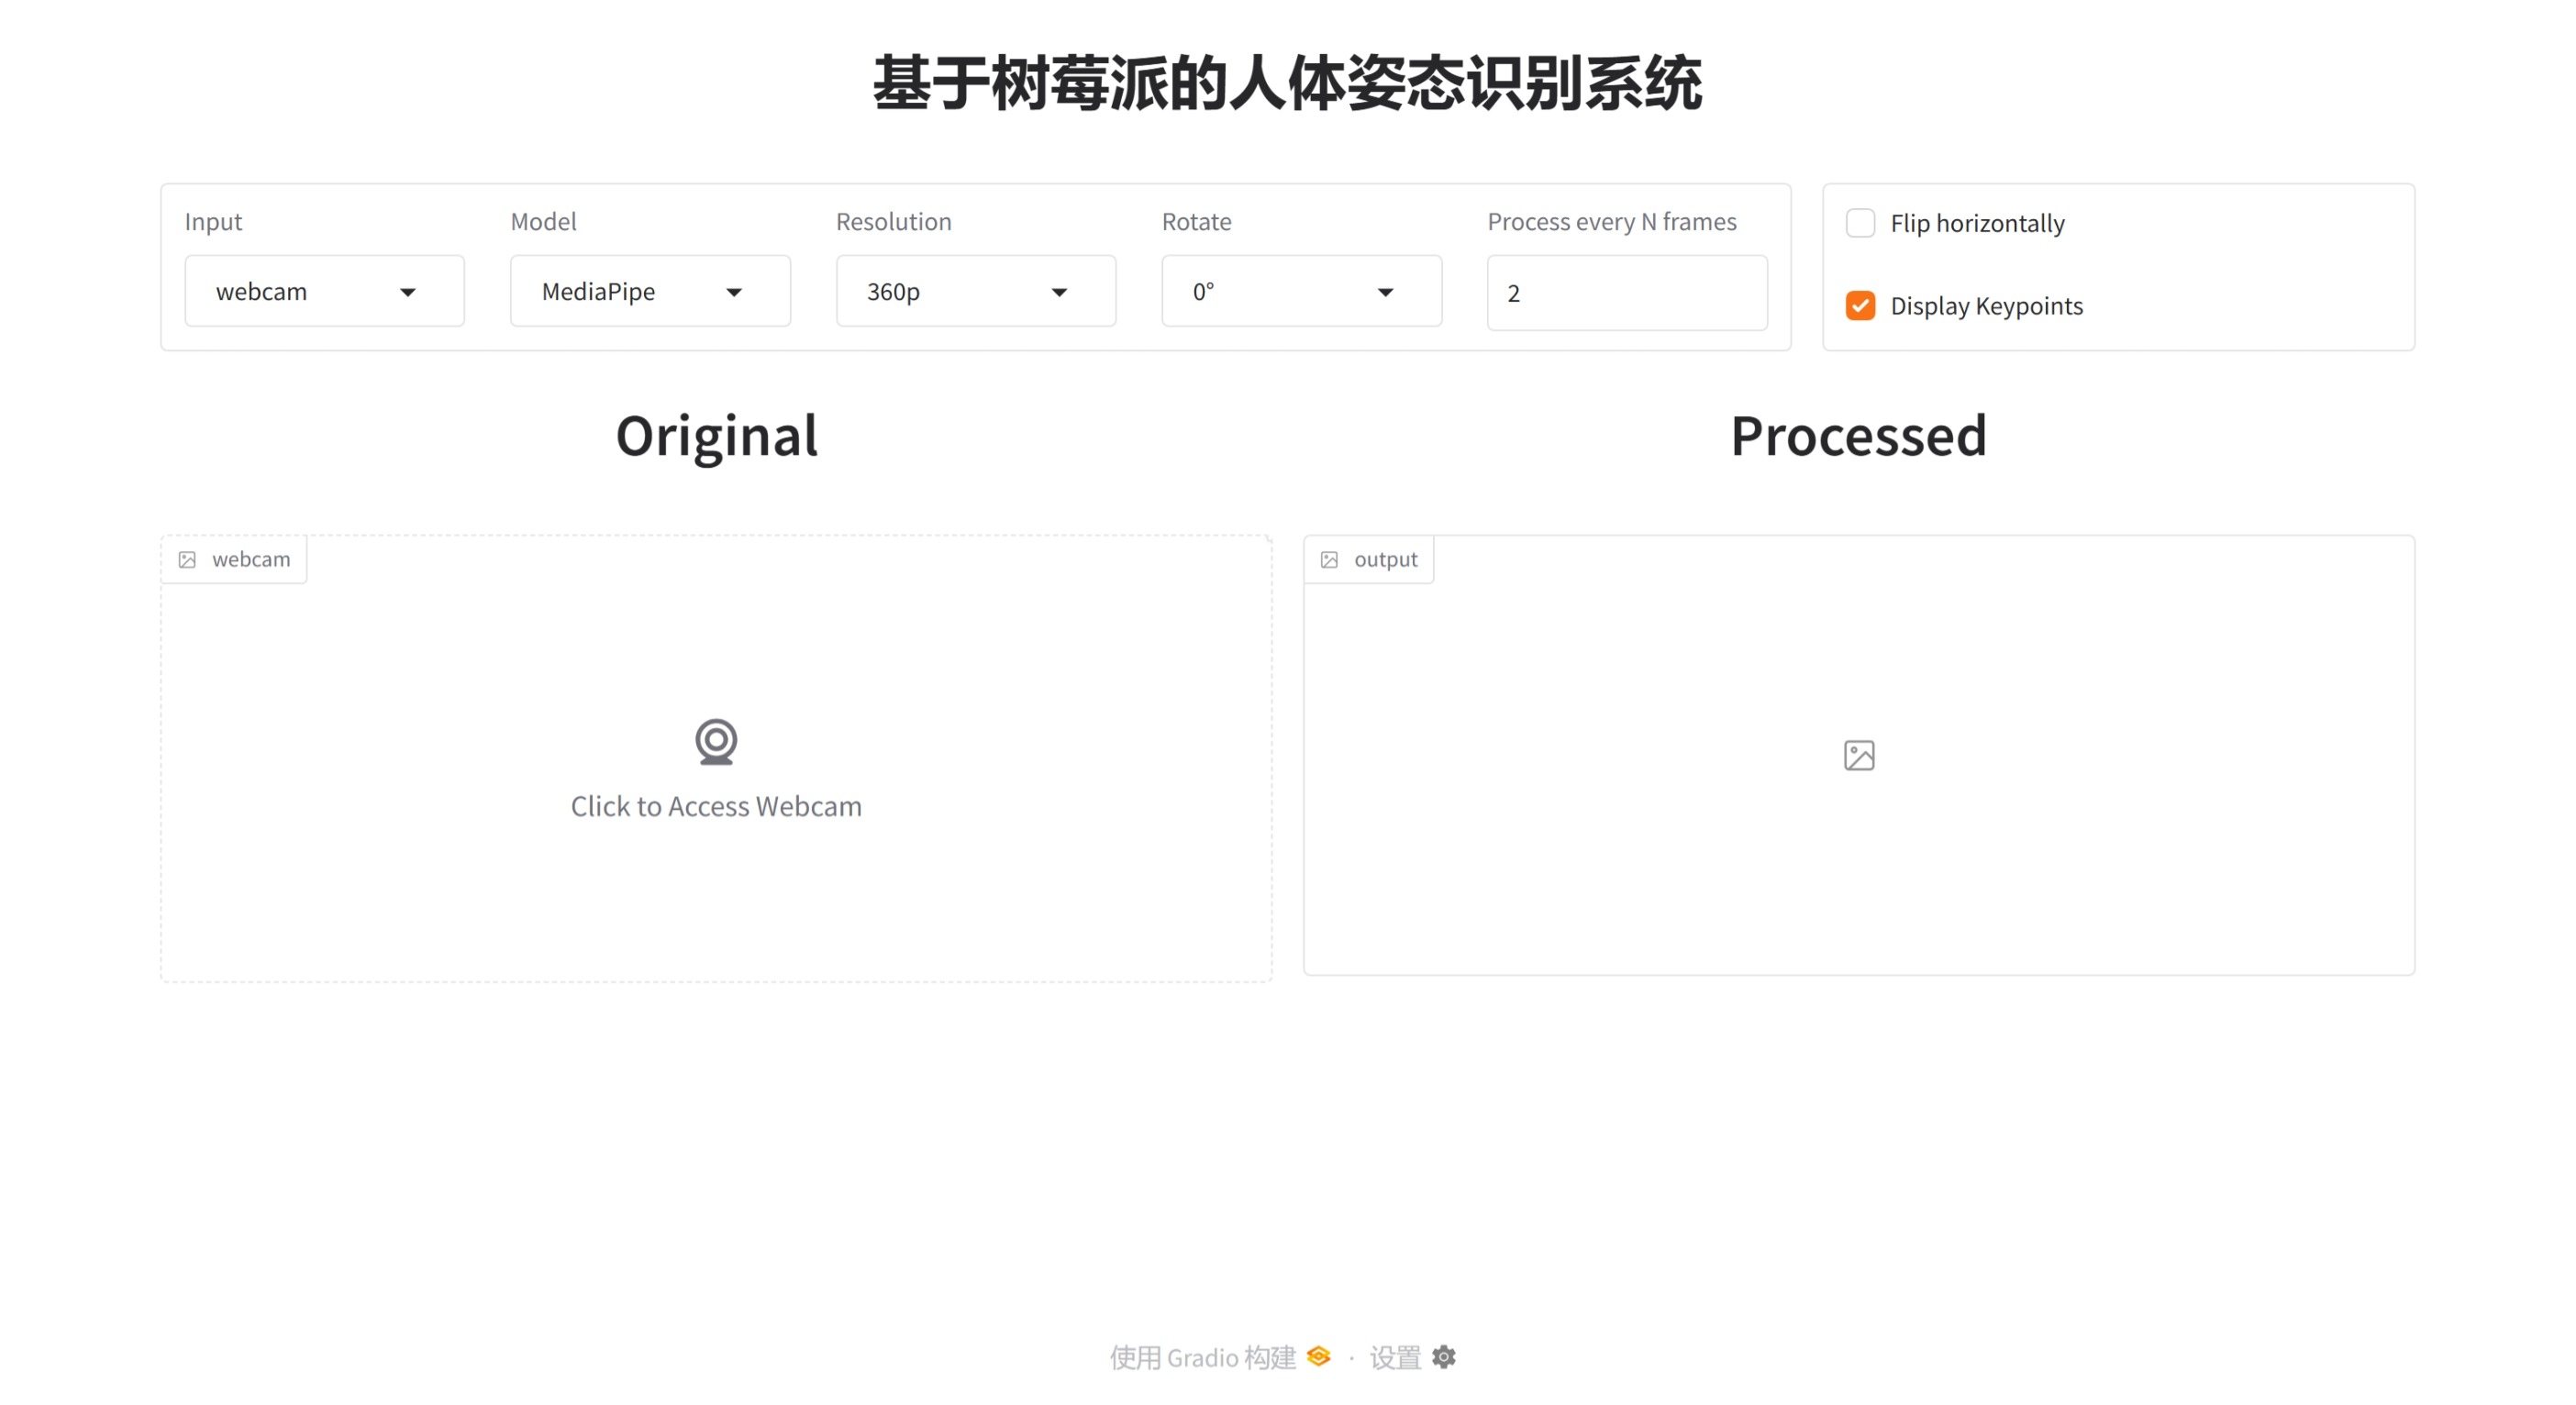 基于树莓派的人体姿态识别系统
Input
Model
Resolution
Rotate
Process every N frames
webcam
MediaPipe
360p
0°
2
Flip horizontally
Display Keypoints
Original
Processed
webcam
Click to Access Webcam
output
使用 Gradio 构建 · 设置